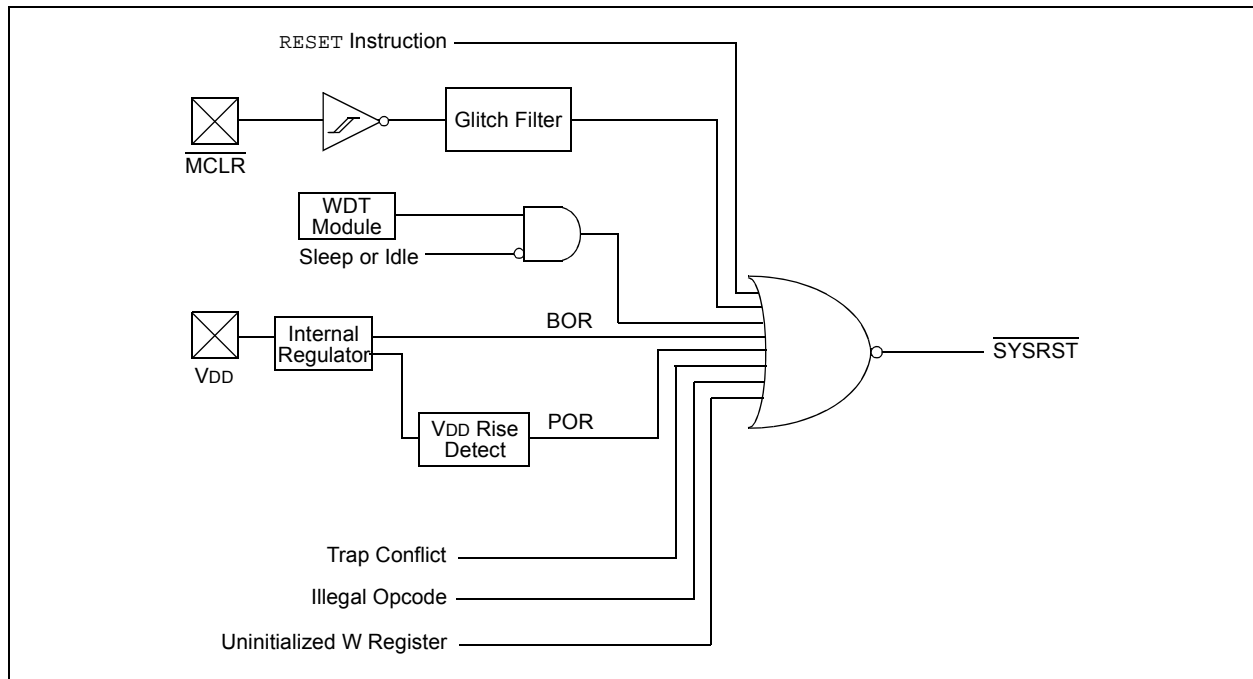 RESET Instruction
Glitch Filter
MCLR
WDT
Module
Sleep or Idle
BOR
Internal
Regulator
VDD
SYSRST
POR
VDD Rise
Detect
Trap Conflict
Illegal Opcode
Uninitialized W Register